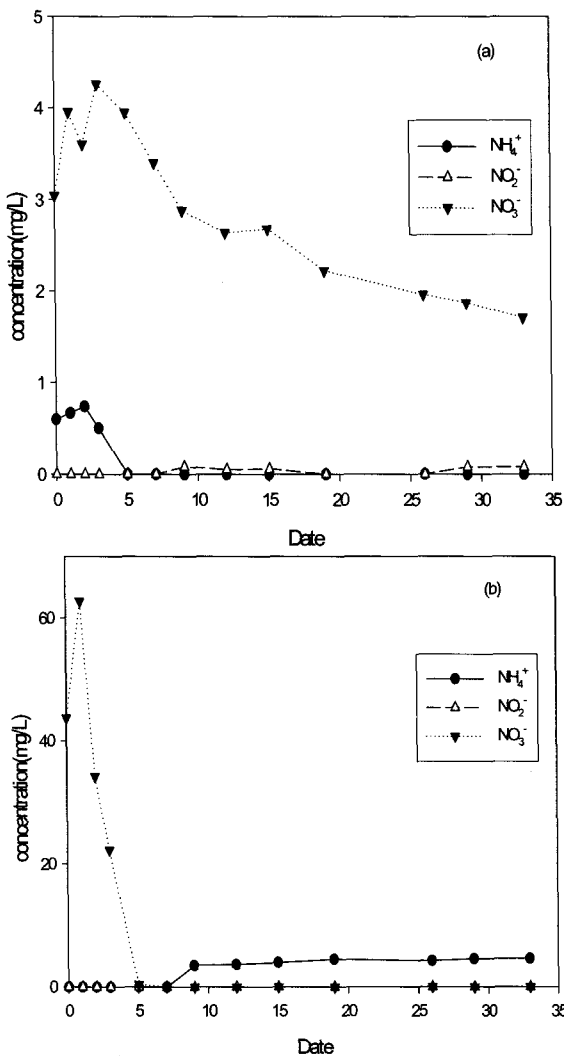 5
(a)
4
NH₄⁺
NO₂⁻
NO₃⁻
3
concentration(mg/L)
2
1
0
0 5 10 15 20 25 30 35
Date
(b)
60
NH₄⁺
NO₂⁻
NO₃⁻
40
concentration(mg/L)
20
0
0 5 10 15 20 25 30 35
Date